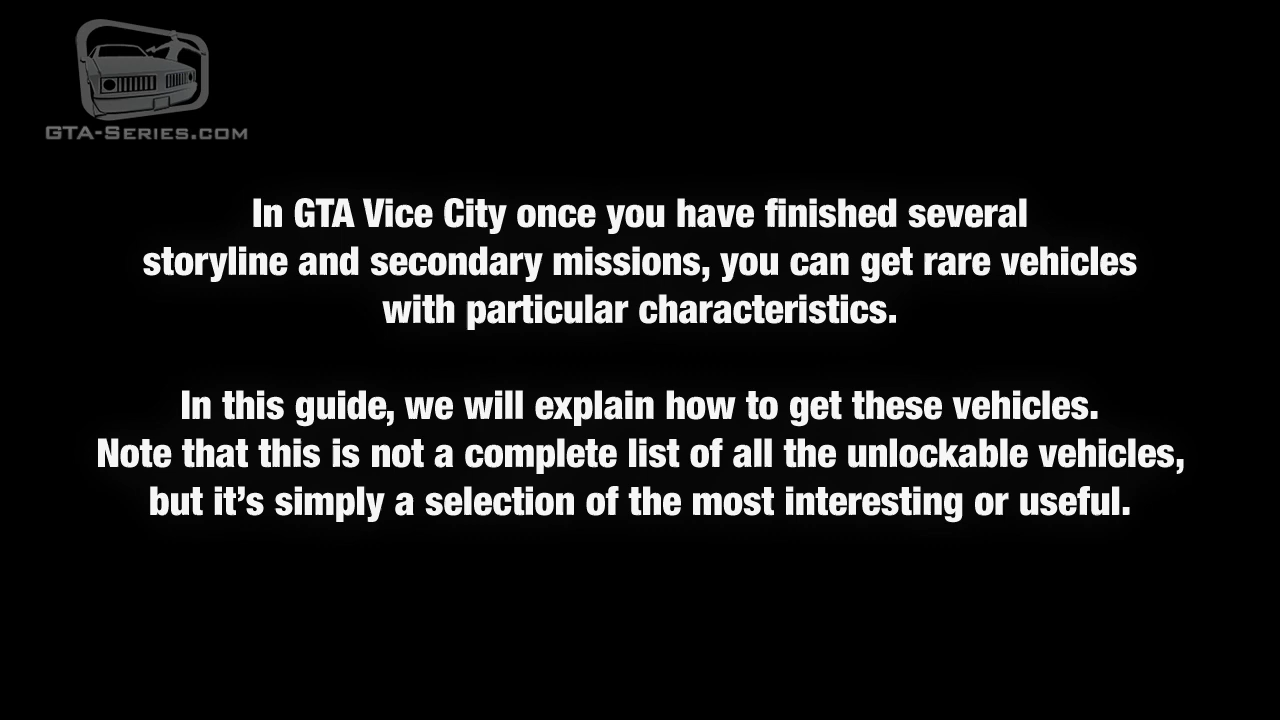 GTA-Series.com
In GTA Vice City once you have finished several
storyline and secondary missions, you can get rare vehicles
with particular characteristics.
In this guide, we will explain how to get these vehicles.
Note that this is not a complete list of all the unlockable vehicles,
but it’s simply a selection of the most interesting or useful.